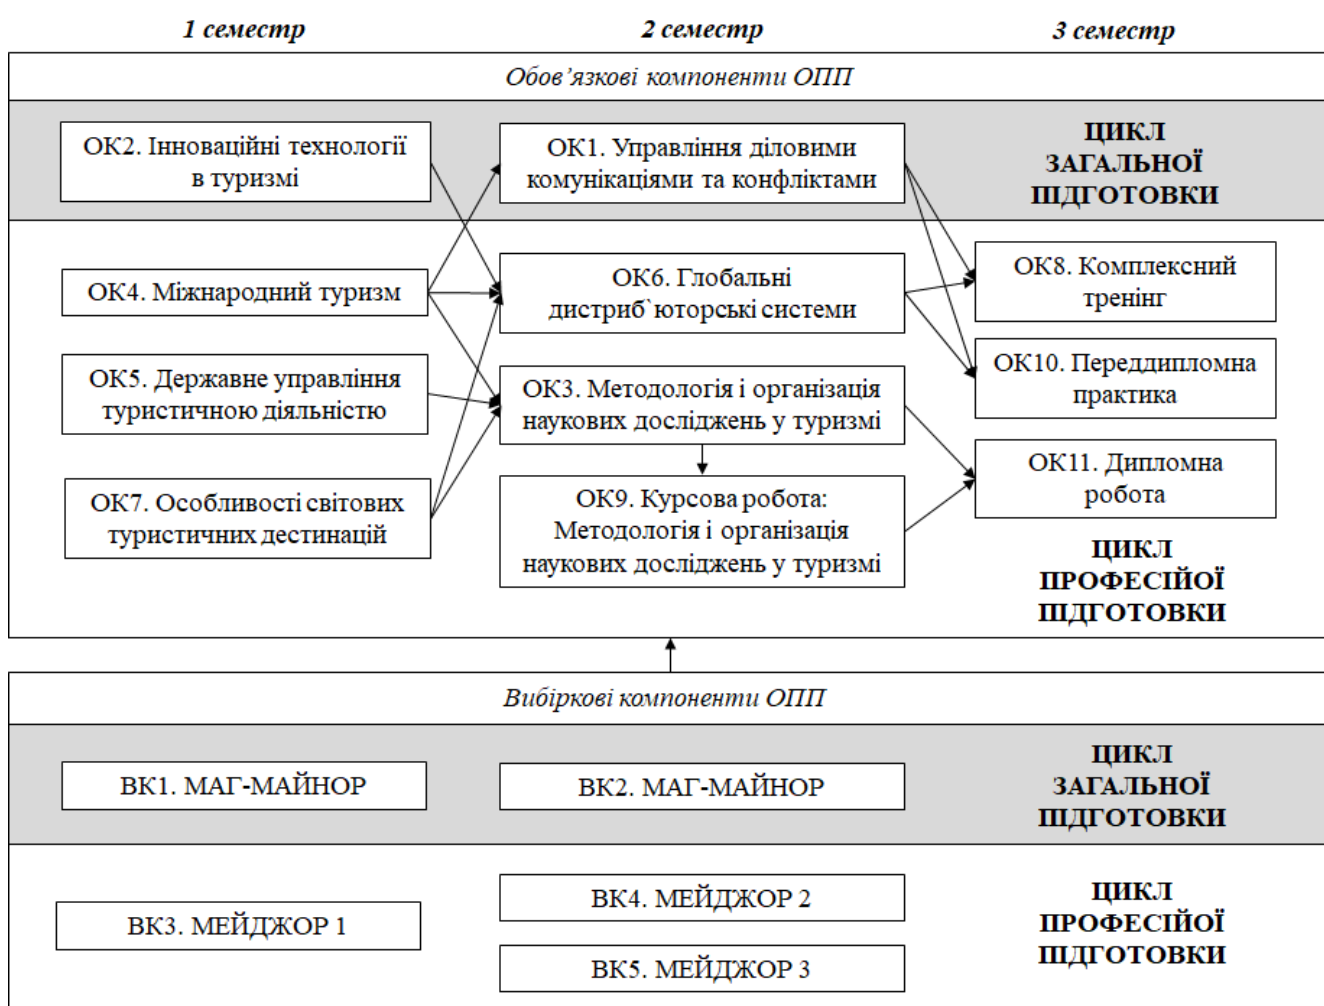 1 семестр
2 семестр
3 семестр
Обов’язкові компоненти ОПП
ОК2. Інноваційні технології
в туризмі
ОК1. Управління діловими
комунікаціями та конфліктами
ЦИКЛ
ЗАГАЛЬНОЇ
ПІДГОТОВКИ
ОК4. Міжнародний туризм
ОК6. Глобальні
дистриб`юторські системи
ОК8. Комплексний
тренінг
ОК5. Державне управління
туристичною діяльністю
ОК3. Методологія і організація
наукових досліджень у туризмі
ОК10. Переддипломна
практика
ОК7. Особливості світових
туристичних дестинацій
ОК9. Курсова робота:
Методологія і організація
наукових досліджень у туризмі
ОК11. Дипломна
робота
ЦИКЛ
ПРОФЕСІЙОЇ
ПІДГОТОВКИ
Вибіркові компоненти ОПП
ВК1. МАГ-МАЙНОР
ВК2. МАГ-МАЙНОР
ЦИКЛ
ЗАГАЛЬНОЇ
ПІДГОТОВКИ
ВК3. МЕЙДЖОР 1
ВК4. МЕЙДЖОР 2
ВК5. МЕЙДЖОР 3
ЦИКЛ
ПРОФЕСІЙОЇ
ПІДГОТОВКИ